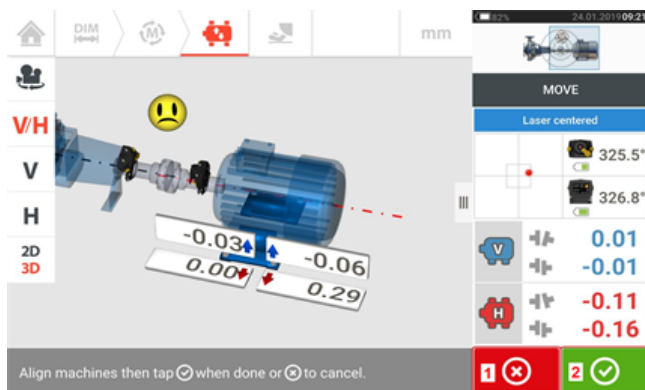 82%
24.01.2019 09:21
DIM
M
mm
MOVE
Laser centered
325.5°
326.8°
V/H
V
H
2D
3D
-0.03
-0.06
0.00
0.29
V
0.01
-0.01
H
-0.11
-0.16
Align machines then tap when done or to cancel.
1
2